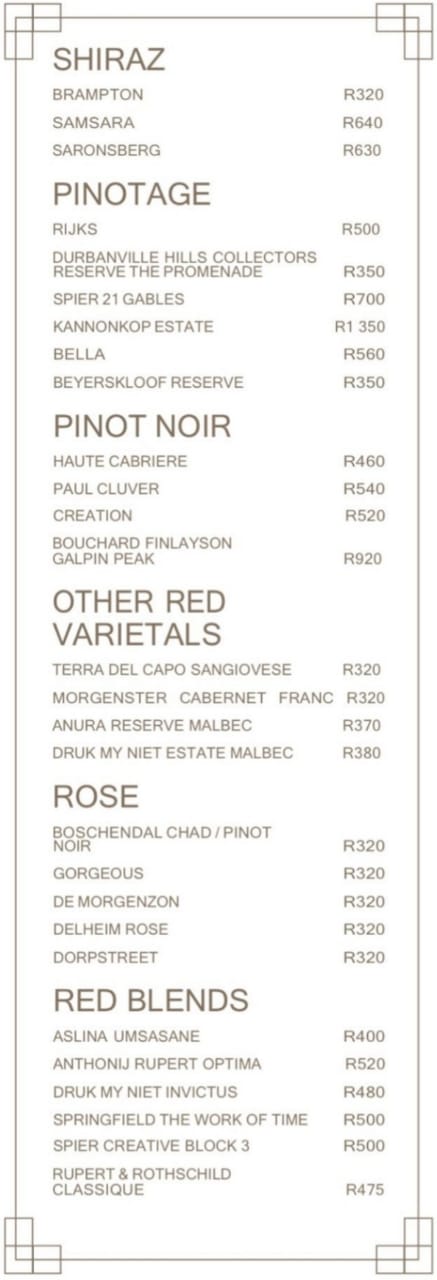 SHIRAZ
BRAMPTON R320
SAMSARA R640
SARONSBERG R630
PINOTAGE
RIJKS R500
DURBANVILLE HILLS COLLECTORS
RESERVE THE PROMENADE R350
SPIER 21 GABLES R700
KANNONKOP ESTATE R1 350
BELLA R560
BEYERSKLOOF RESERVE R350
PINOT NOIR
HAUTE CABRIERE R460
PAUL CLUVER R540
CREATION R520
BOUCHARD FINLAYSON
GALPIN PEAK R920
OTHER RED
VARIETALS
TERRA DEL CAPO SANGIOVESE R320
MORGENSTER CABERNET FRANC R320
ANURA RESERVE MALBEC R370
DRUK MY NIET ESTATE MALBEC R380
ROSE
BOSCHENDAL CHAD / PINOT
NOIR R320
GORGEOUS R320
DE MORGENZON R320
DELHEIM ROSE R320
DORPSTREET R320
RED BLENDS
ASLINA UMSASANE R400
ANTHONIJ RUPERT OPTIMA R520
DRUK MY NIET INVICTUS R480
SPRINGFIELD THE WORK OF TIME R500
SPIER CREATIVE BLOCK 3 R500
RUPERT & ROTHSCHILD
CLASSIQUE R475